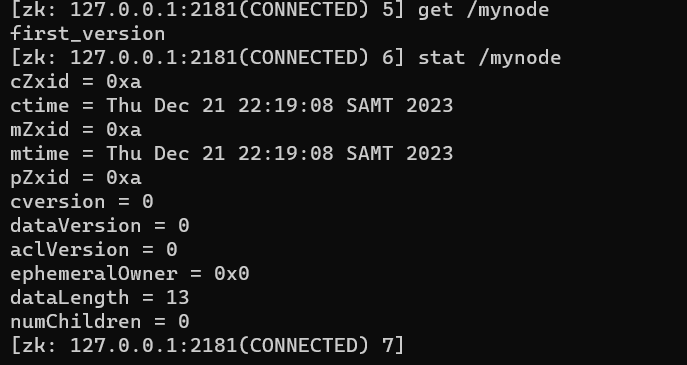 [zk: 127.0.0.1:2181(CONNECTED) 5] get /mynode
first_version
[zk: 127.0.0.1:2181(CONNECTED) 6] stat /mynode
cZxid = 0xa
ctime = Thu Dec 21 22:19:08 SAMT 2023
mZxid = 0xa
mtime = Thu Dec 21 22:19:08 SAMT 2023
pZxid = 0xa
cversion = 0
dataVersion = 0
aclVersion = 0
ephemeralOwner = 0x0
dataLength = 13
numChildren = 0
[zk: 127.0.0.1:2181(CONNECTED) 7]